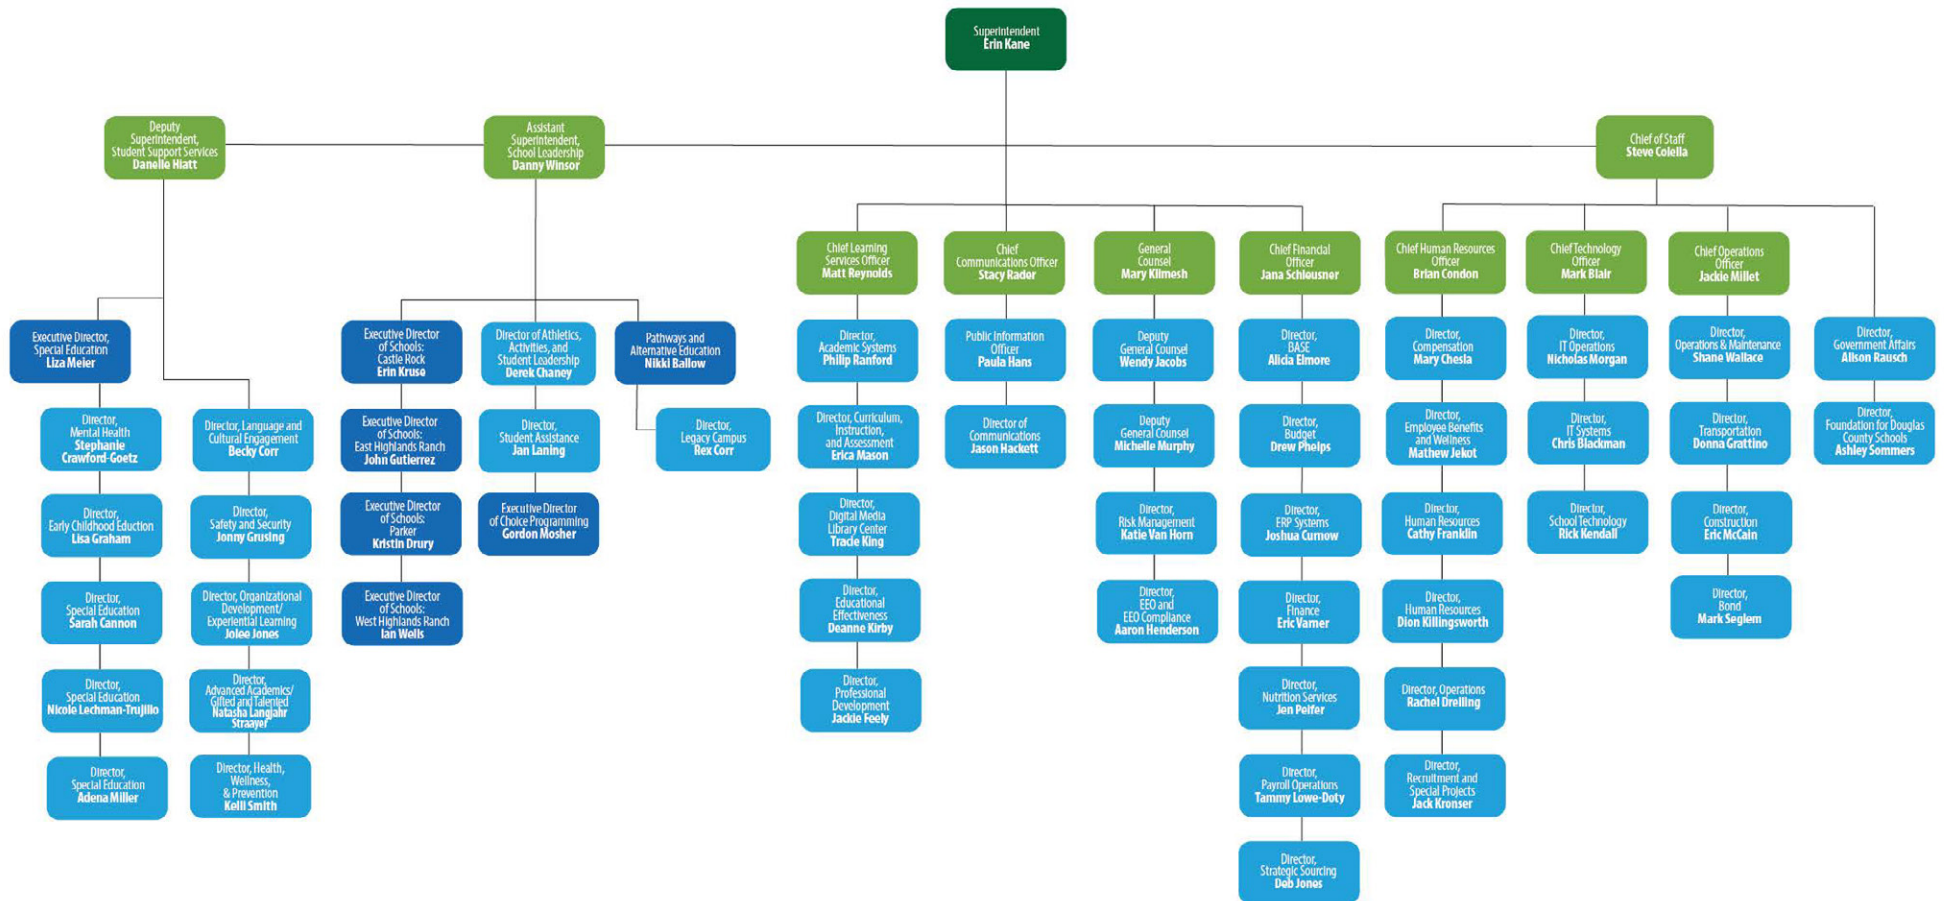 Superintendent
Erin Kane
Deputy
Superintendent,
Student Support Services
Danelle Hiatt
Assistant
Superintendent,
School Leadership
Danny Winsor
Chief of Staff
Steve Colella
Chief Learning
Services Officer
Matt Reynolds
Chief
Communications Officer
Stacy Rador
General
Counsel
Mary Klimesh
Chief Financial
Officer
Jana Schleusner
Chief Human Resources
Officer
Brian Condon
Chief Technology
Officer
Mark Blair
Chief Operations
Officer
Jackie Millet
Executive Director,
Special Education
Liza Meier
Director,
Mental Health
Stephanie
Crawford-Goetz
Director,
Early Childhood Eduction
Lisa Graham
Director,
Special Education
Sarah Cannon
Director,
Special Education
Nicole Lechman-Trujillo
Director,
Special Education
Adena Miller
Director, Language and
Cultural Engagement
Becky Corr
Director,
Safety and Security
Jonny Grusing
Director, Organizational
Development/
Experiential Learning
Jolee Jones
Director,
Advanced Academics/
Gifted and Talented
Natasha Langjahr
Straayer
Director, Health,
Wellness,
& Prevention
Kelli Smith
Executive Director
of Schools:
Castle Rock
Erin Kruse
Executive Director
of Schools:
East Highlands Ranch
John Gutierrez
Executive Director
of Schools:
Parker
Kristin Drury
Executive Director
of Schools:
West Highlands Ranch
Ian Wells
Director of Athletics,
Activities, and
Student Leadership
Derek Chaney
Director,
Student Assistance
Jan Laning
Executive Director
of Choice Programming
Gordon Mosher
Pathways and
Alternative Education
Nikki Ballow
Director,
Legacy Campus
Rex Corr
Director,
Academic Systems
Philip Ranford
Director, Curriculum,
Instruction,
and Assessment
Erica Mason
Director,
Digital Media
Library Center
Tracie King
Director,
Educational
Effectiveness
Deanne Kirby
Director,
Professional
Development
Jackie Feely
Public Information
Officer
Paula Hans
Director of
Communications
Jason Hackett
Deputy
General Counsel
Wendy Jacobs
Deputy
General Counsel
Michelle Murphy
Director,
Risk Management
Katie Van Horn
Director,
EEO and
EEO Compliance
Aaron Henderson
Director,
BASE
Alicia Elmore
Director,
Budget
Drew Phelps
Director,
ERP Systems
Joshua Curnow
Director,
Finance
Eric Varner
Director,
Nutrition Services
Jen Peifer
Director,
Payroll Operations
Tammy Lowe-Doty
Director,
Strategic Sourcing
Deb Jones
Director,
Compensation
Mary Chesla
Director,
Employee Benefits
and Wellness
Mathew Jekot
Director,
Human Resources
Cathy Franklin
Director,
Human Resources
Dion Killingsworth
Director, Operations
Rachel Drelling
Director,
Recruitment and
Special Projects
Jack Kronser
Director,
IT Operations
Nicholas Morgan
Director,
IT Systems
Chris Blackman
Director,
School Technology
Rick Kendall
Director,
Operations & Maintenance
Shane Wallace
Director,
Transportation
Donna Grattino
Director,
Construction
Eric McCain
Director,
Bond
Mark Seglem
Director,
Government Affairs
Alison Rausch
Director,
Foundation for Douglas
County Schools
Ashley Sommers